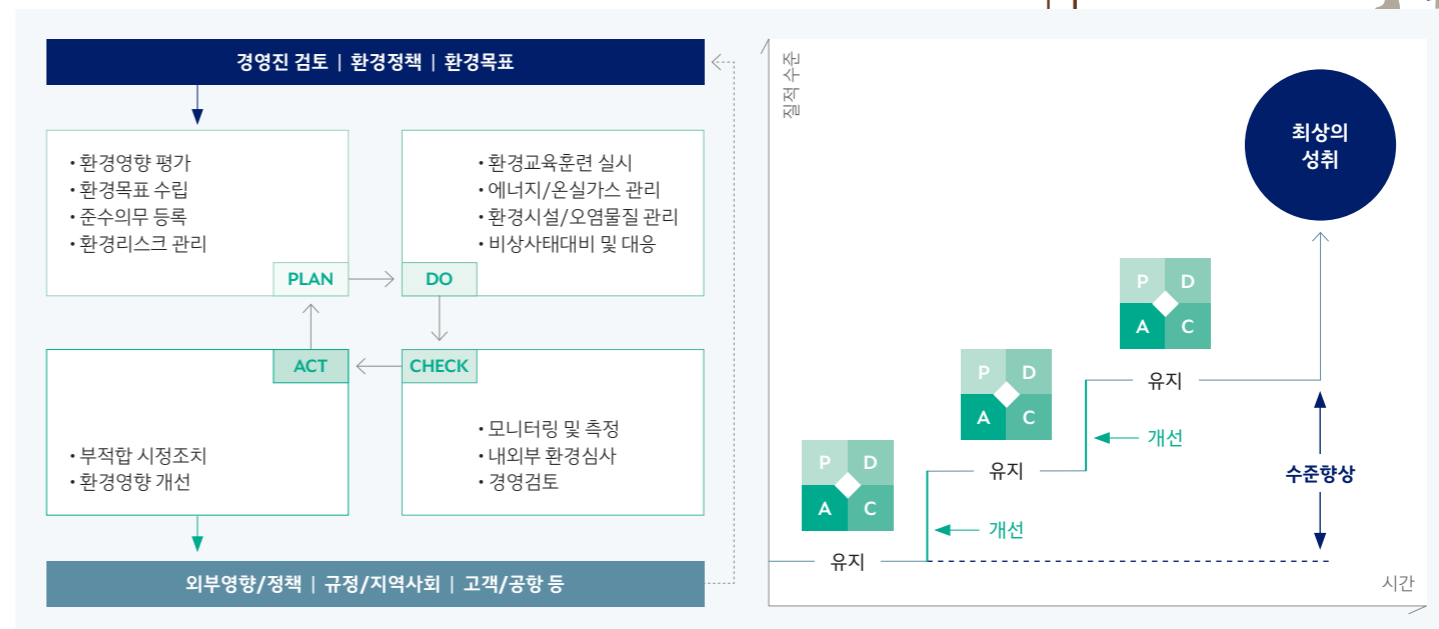 경영진 검토 | 환경정책 | 환경목표
• 환경영향 평가
• 환경목표 수립
• 준수의무 등록
• 환경리스크 관리
PLAN
• 환경교육훈련 실시
• 에너지/온실가스 관리
• 환경시설/오염물질 관리
• 비상사태대비 및 대응
DO
ACT
• 부적합 시정조치
• 환경영향 개선
CHECK
• 모니터링 및 측정
• 내외부 환경심사
• 경영검토
외부영향/정책 | 규정/지역사회 | 고객/공항 등
질적 수준
최상의
성취
P D
A C
유지
개선
P D
A C
유지
개선
P D
A C
유지
수준향상
시간